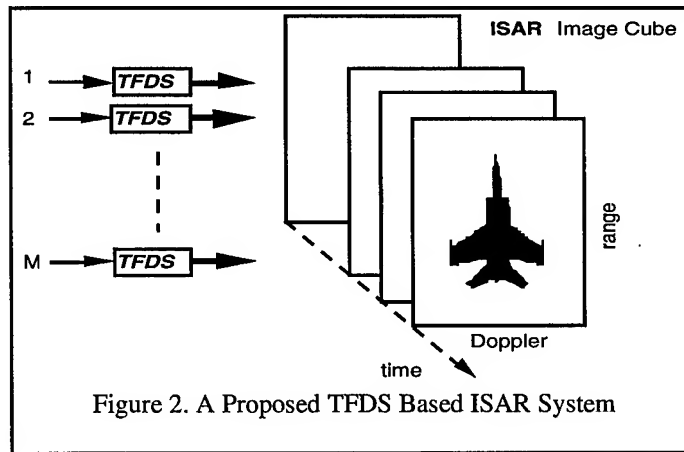 ISAR Image Cube
1 TFDS
2 TFDS
M TFDS
range
Doppler
time
Figure 2. A Proposed TFDS Based ISAR System